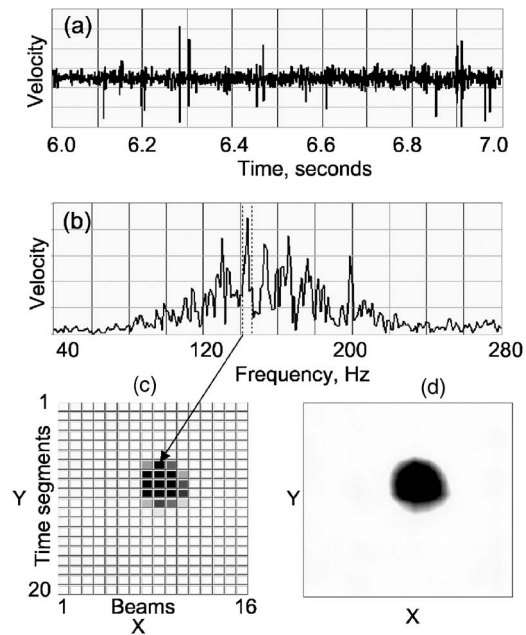 (a)
Velocity
6.0 6.2 6.4 6.6 6.8 7.0
Time, seconds
(b)
Velocity
40 120 200 280
Frequency, Hz
(c)
(d)
1
Y
Time segments
20
1 Beams 16
X
Y
X